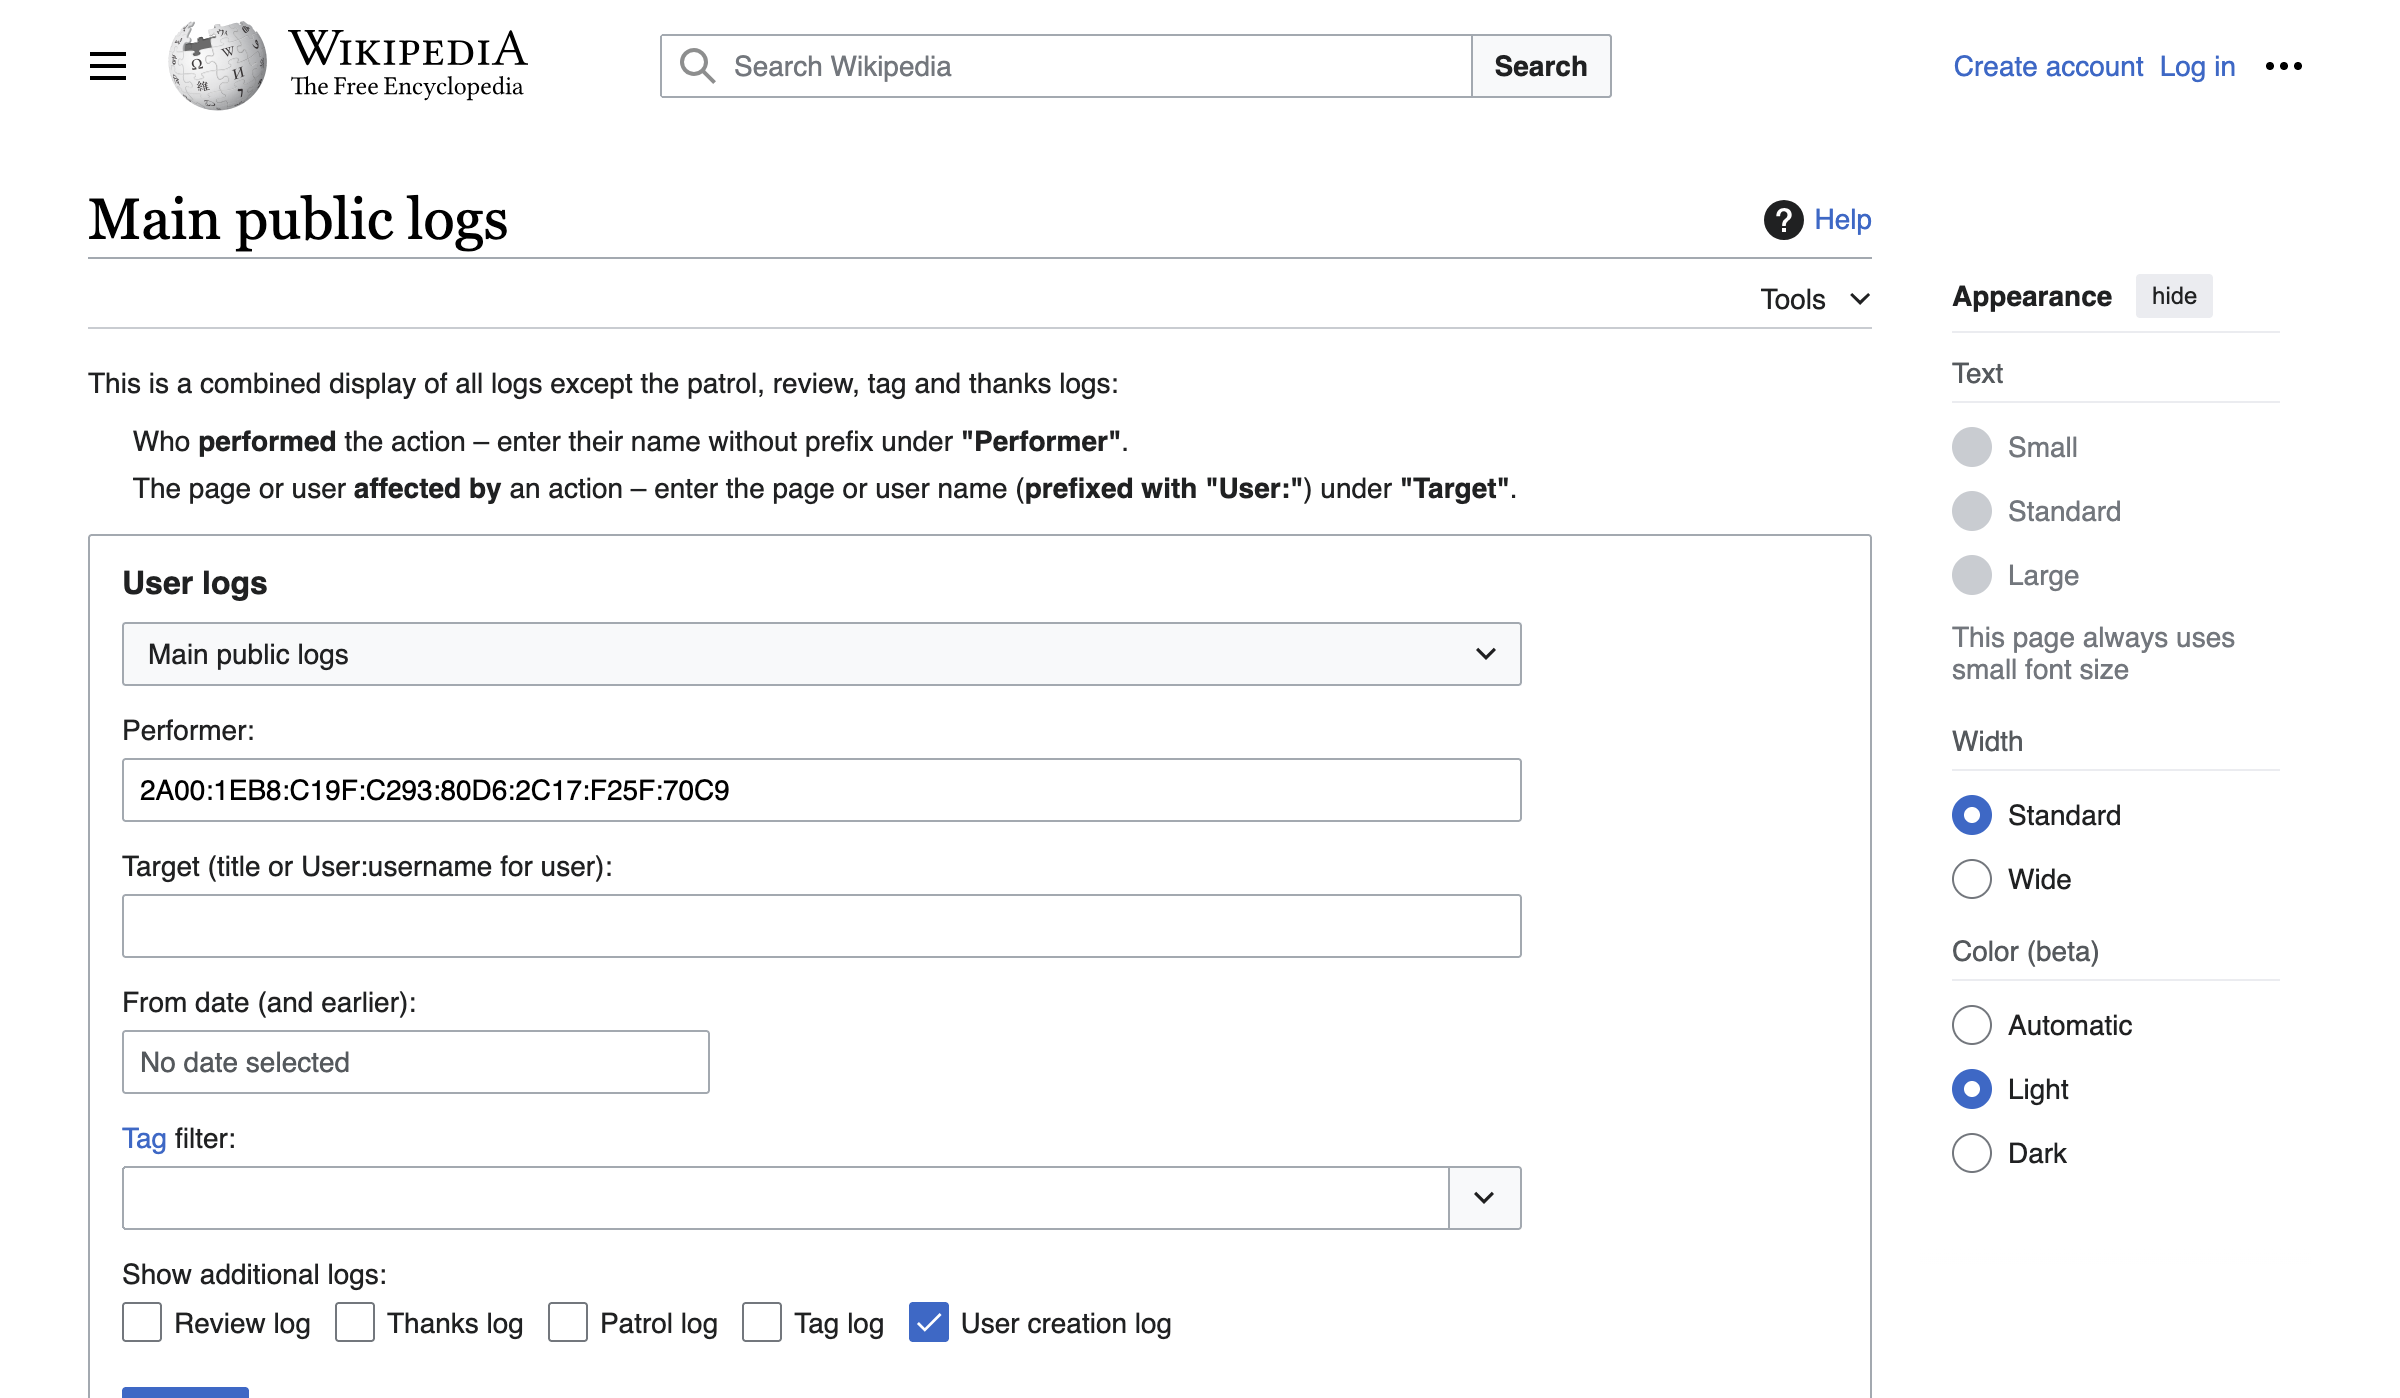 WIKIPEDIA
The Free Encyclopedia
Search Wikipedia
Search
Create account Log in
Main public logs
Help
Tools
This is a combined display of all logs except the patrol, review, tag and thanks logs:
Who performed the action – enter their name without prefix under "Performer".
The page or user affected by an action – enter the page or user name (prefixed with "User:") under "Target".
User logs
Main public logs
Performer:
2A00:1EB8:C19F:C293:80D6:2C17:F25F:70C9
Target (title or User:username for user):
From date (and earlier):
No date selected
Tag filter:
Show additional logs:
Review log Thanks log Patrol log Tag log User creation log
Appearance hide
Text
Small
Standard
Large
This page always uses
small font size
Width
Standard
Wide
Color (beta)
Automatic
Light
Dark